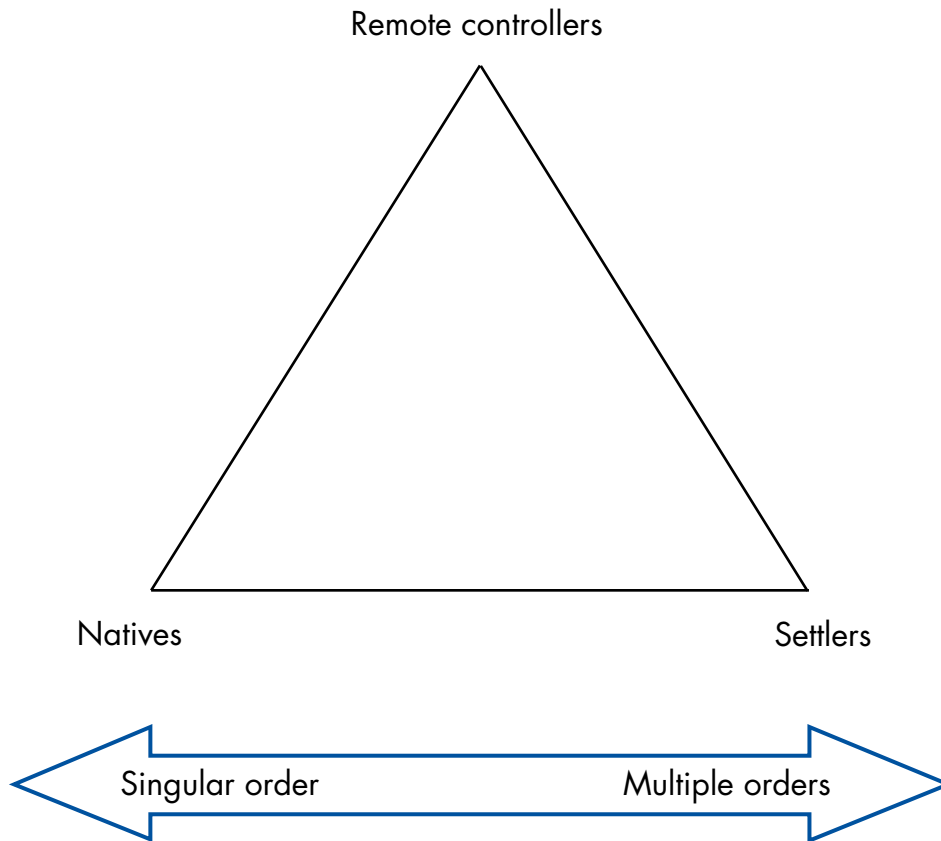 Remote controllers
Natives
Settlers
Singular order
Multiple orders